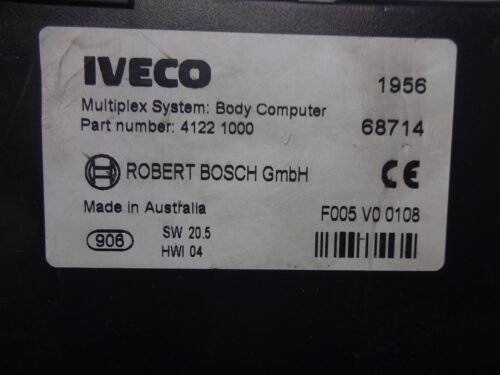 IVECO 1956
Multiplex System: Body Computer
Part number: 4122 1000 68714
ROBERT BOSCH GmbH CE
Made in Australia F005 V0 0108
906 SW 20.5
HWI 04